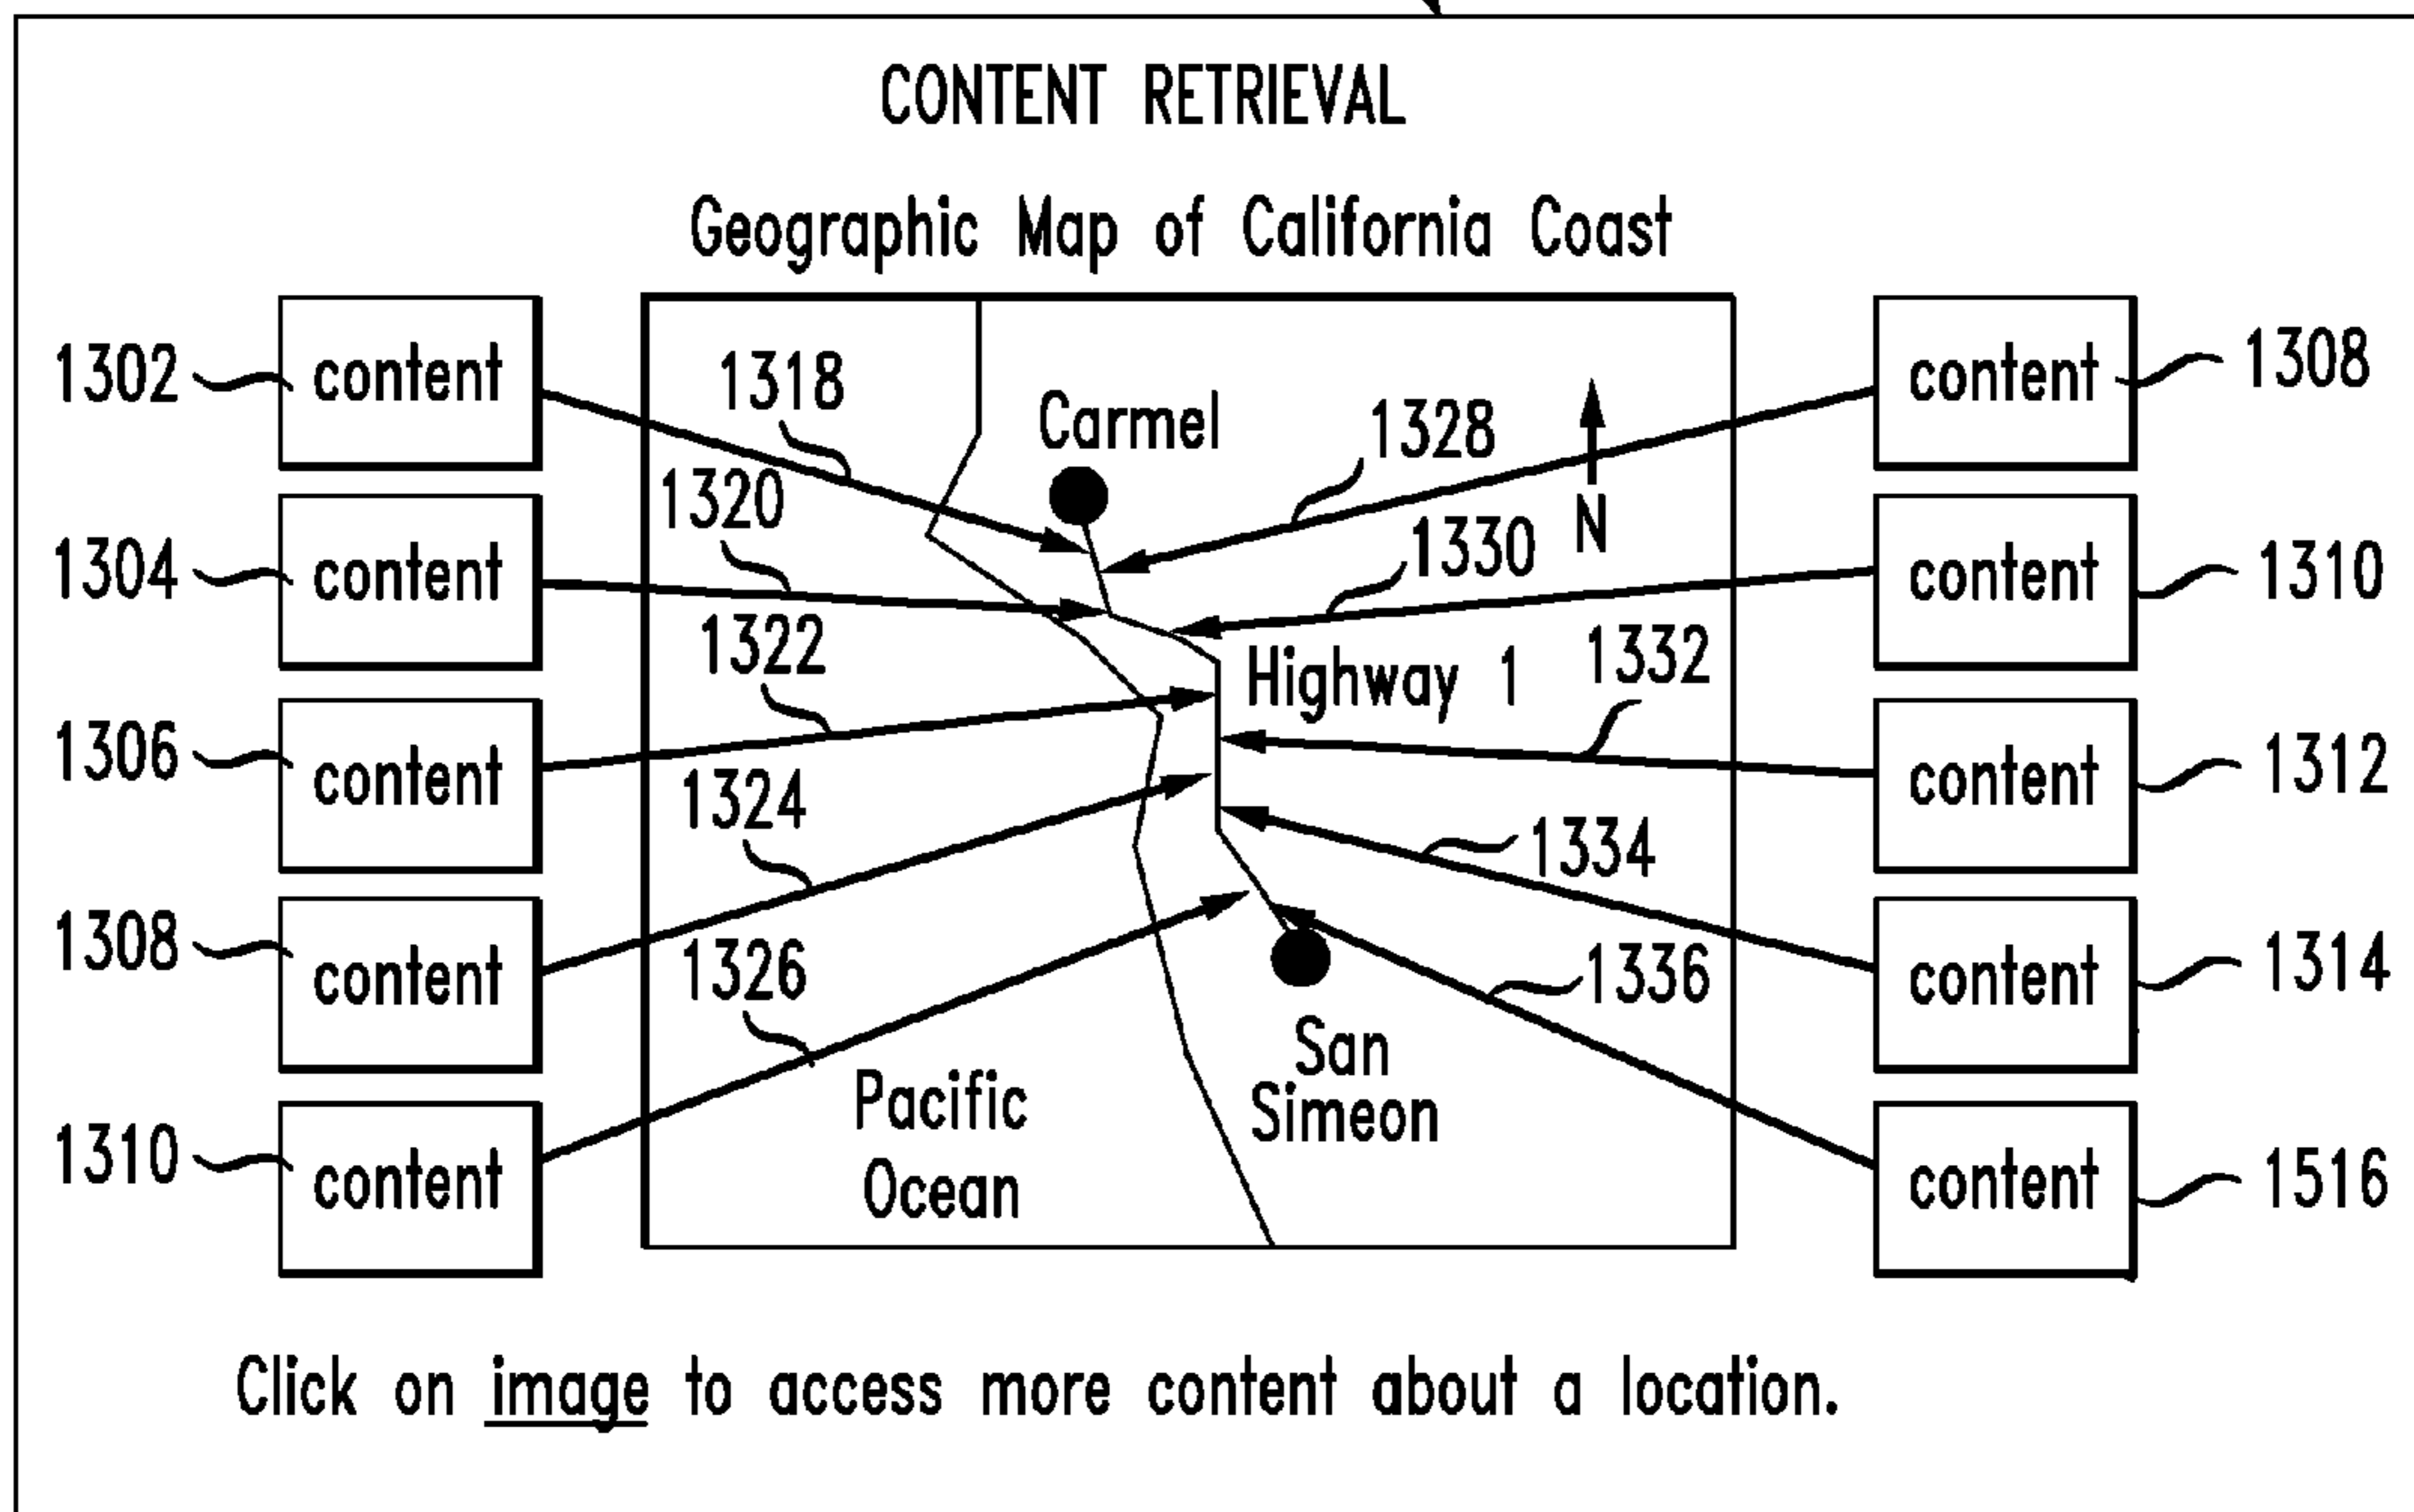 CONTENT RETRIEVAL
Geographic Map of California Coast
1302 content
1304 content
1306 content
1308 content
1310 content
1318
1320
1322
1324
1326
Carmel
1328
N
1330
Highway 1
1332
1334
1336
San
Simeon
Pacific
Ocean
content 1308
content 1310
content 1312
content 1314
content 1516
Click on image to access more content about a location.